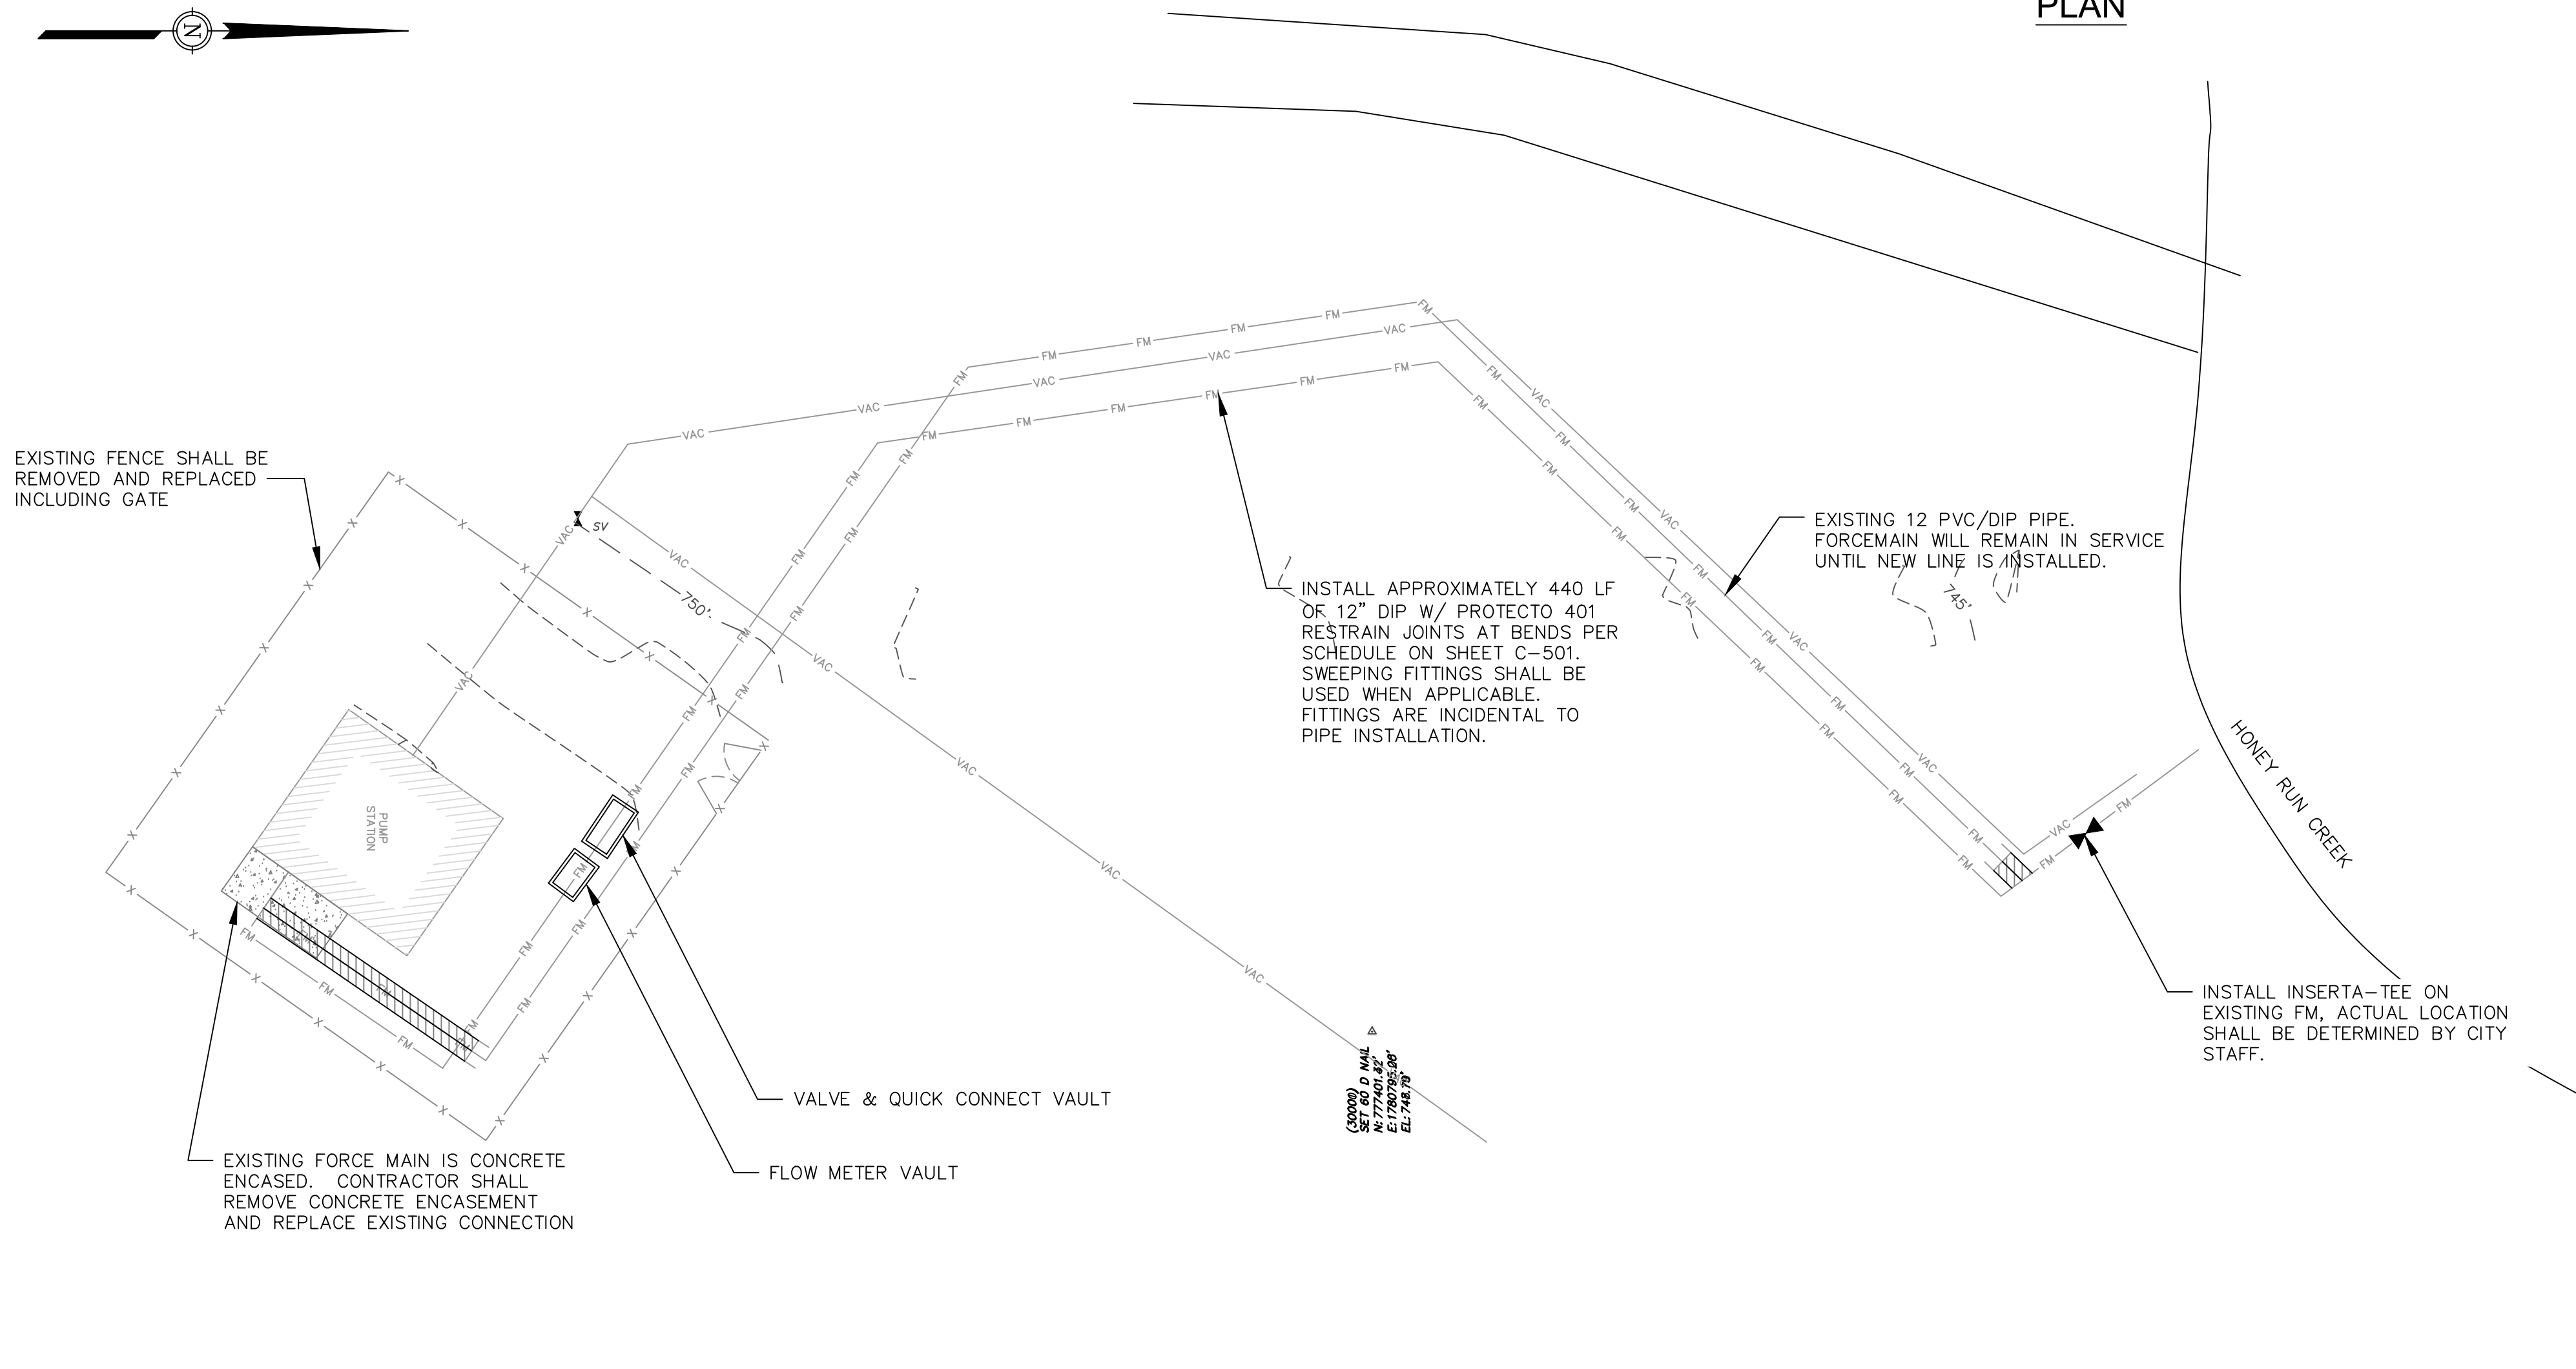 PLAN
N
EXISTING FENCE SHALL BE
REMOVED AND REPLACED
INCLUDING GATE
SV
750'
EXISTING 12 PVC/DIP PIPE.
FORCEMAIN WILL REMAIN IN SERVICE
UNTIL NEW LINE IS INSTALLED.
745'
INSTALL APPROXIMATELY 440 LF
OF 12" DIP W/ PROTECTO 401
RESTRAIN JOINTS AT BENDS PER
SCHEDULE ON SHEET C-501.
SWEEPING FITTINGS SHALL BE
USED WHEN APPLICABLE.
FITTINGS ARE INCIDENTAL TO
PIPE INSTALLATION.
PUMP
STATION
HONEY RUN CREEK
INSTALL INSERTA-TEE ON
EXISTING FM, ACTUAL LOCATION
SHALL BE DETERMINED BY CITY
STAFF.
VALVE & QUICK CONNECT VAULT
FLOW METER VAULT
EXISTING FORCE MAIN IS CONCRETE
ENCASED. CONTRACTOR SHALL
REMOVE CONCRETE ENCASEMENT
AND REPLACE EXISTING CONNECTION
SET 60 D NAIL
FM
VAC
X